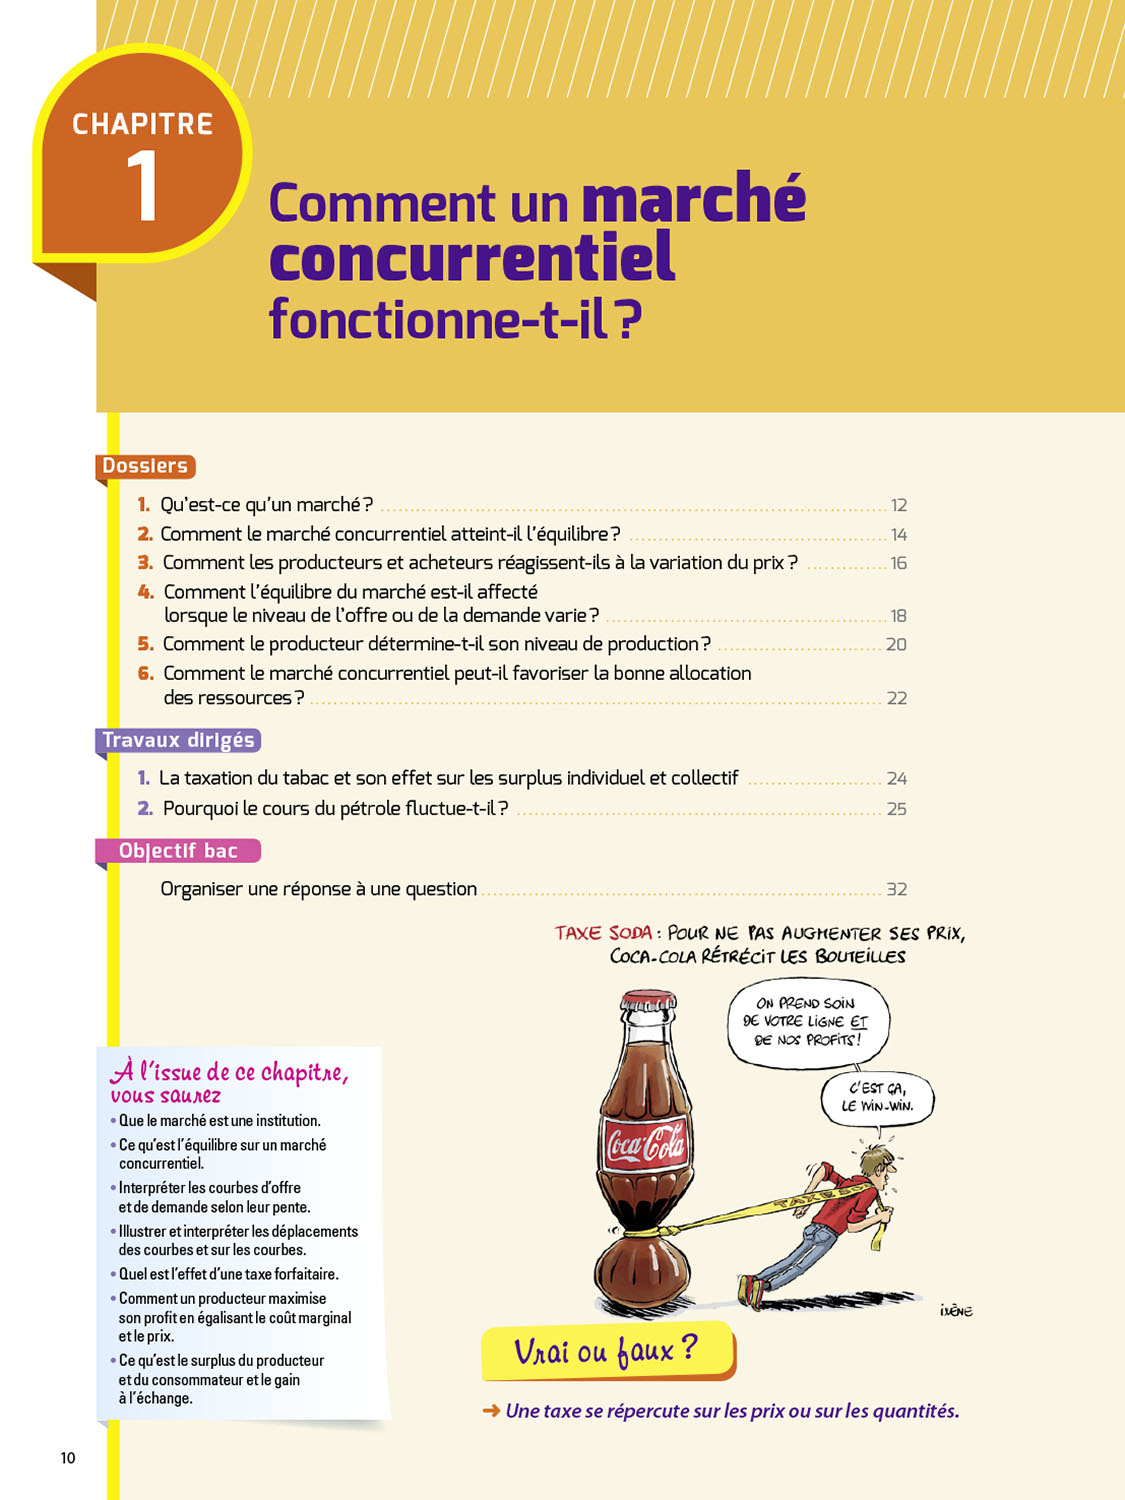 CHAPITRE
1
Comment un marché
concurrentiel
fonctionne-t-il ?
Dossiers
1. Qu'est-ce qu'un marché ? 12
2. Comment le marché concurrentiel atteint-il l'équilibre ? 14
3. Comment les producteurs et acheteurs réagissent-ils à la variation du prix ? 16
4. Comment l'équilibre du marché est-il affecté
lorsque le niveau de l'offre ou de la demande varie ? 18
5. Comment le producteur détermine-t-il son niveau de production ? 20
6. Comment le marché concurrentiel peut-il favoriser la bonne allocation
des ressources ? 22
Travaux dirigés
1. La taxation du tabac et son effet sur les surplus individuel et collectif 24
2. Pourquoi le cours du pétrole fluctue-t-il ? 25
Objectif bac
Organiser une réponse à une question 32
TAXE SODA : POUR NE PAS AUGMENTER SES PRIX,
COCA-COLA RÉTRÉCIT LES BOUTEILLES
ON PREND SOIN
DE VOTRE LIGNE ET
DE NOS PROFITS !
C'EST ÇA,
LE WIN-WIN.
Coca-Cola
TAXE SODA
IXÈNE
À l'issue de ce chapitre,
vous saurez
• Que le marché est une institution.
• Ce qu'est l'équilibre sur un marché
concurrentiel.
• Interpréter les courbes d'offre
et de demande selon leur pente.
• Illustrer et interpréter les déplacements
des courbes et sur les courbes.
• Quel est l'effet d'une taxe forfaitaire.
• Comment un producteur maximise
son profit en égalisant le coût marginal
et le prix.
• Ce qu'est le surplus du producteur
et du consommateur et le gain
à l'échange.
Vrai ou faux ?
➜ Une taxe se répercute sur les prix ou sur les quantités.
10